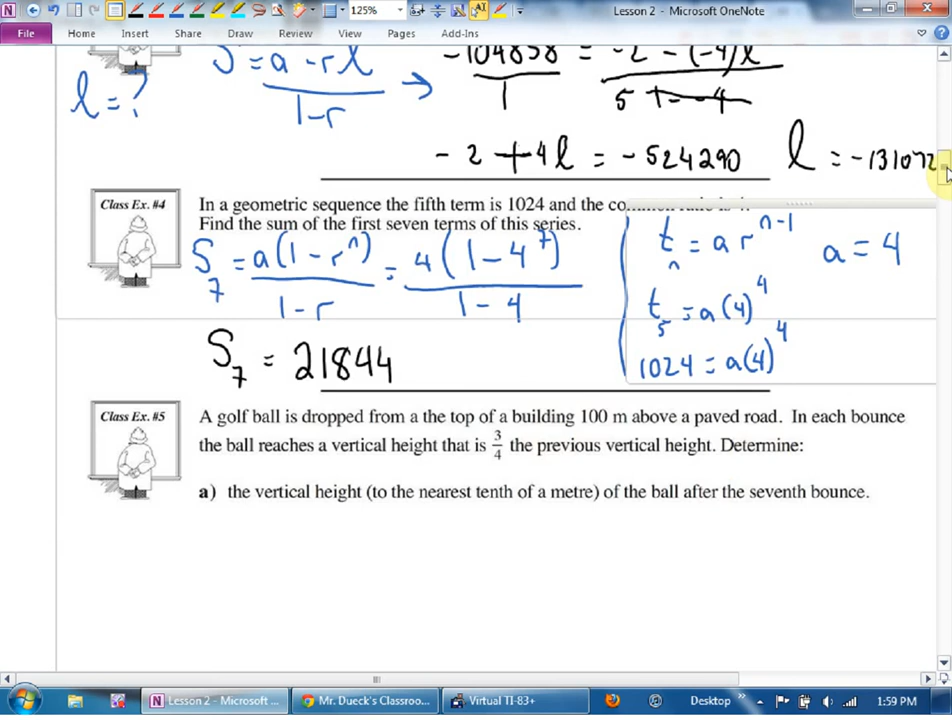 125%
Lesson 2 - Microsoft OneNote
File Home Insert Share Draw Review View Pages Add-Ins
S = a - rl / 1-r →
l = ?
-104858 / 1 = -2 - (-4)l / 5
- 2 + 4l = - 524290
l = -131072
Class Ex. #4
In a geometric sequence the fifth term is 1024 and the
Find the sum of the first seven terms of this series.
S₇ = a(1-rⁿ) / 1-r = 4(1-4⁷) / 1-4
S₇ = 21844
tₙ = a rⁿ⁻¹
a = 4
t₅ = a(4)⁴
1024 = a(4)⁴
Class Ex. #5
A golf ball is dropped from a the top of a building 100 m above a paved road. In each bounce
the ball reaches a vertical height that is 3/4 the previous vertical height. Determine:
a) the vertical height (to the nearest tenth of a metre) of the ball after the seventh bounce.
Lesson 2 - Microsoft ...
Mr. Dueck's Classroo...
Virtual TI-83+
Desktop
1:59 PM